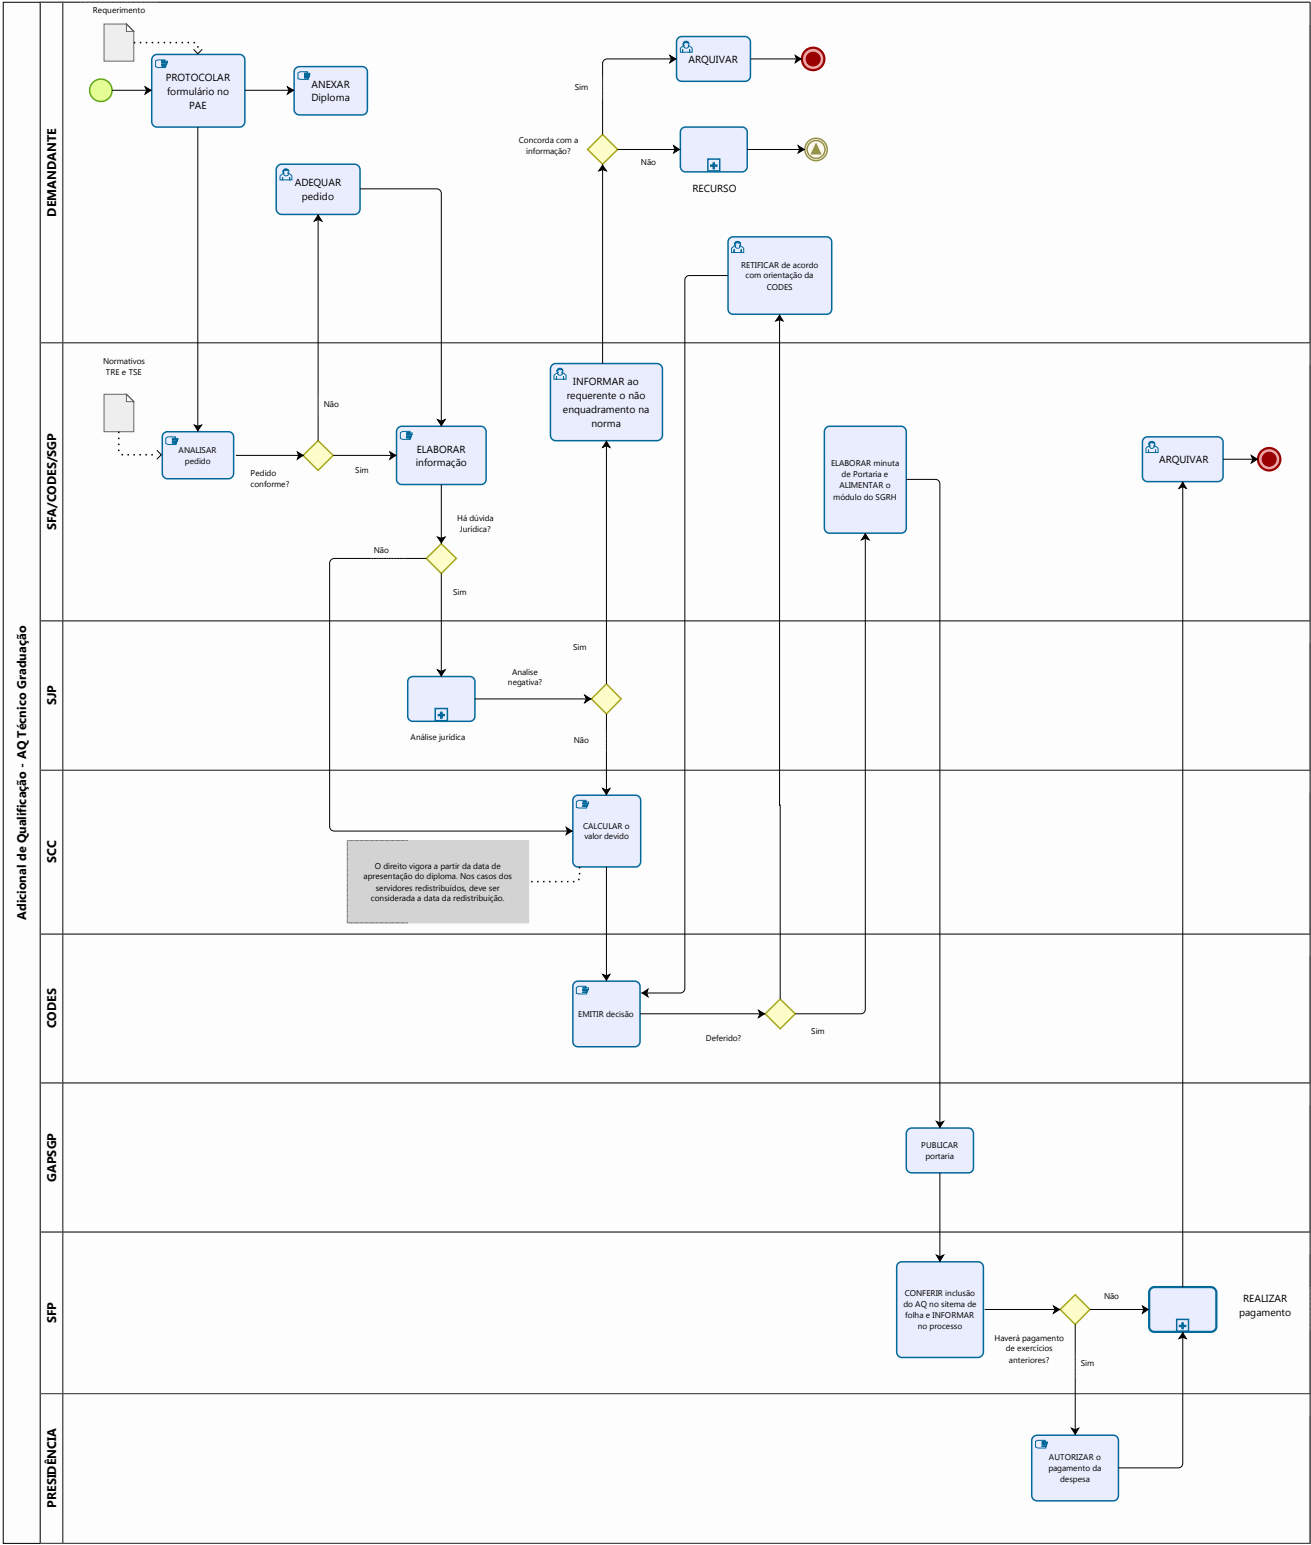 Adicional de Qualificação - AQ Técnico Graduação
DEMANDANTE
Requerimento
PROTOCOLAR
formulário no
PAE
ANEXAR
Diploma
ADEQUAR
pedido
Concorda com a
informação?
Sim
ARQUIVAR
Não
RECURSO
RETIFICAR de acordo
com orientação da
CODES
SFA/CODES/SGP
Normativos
TRE e TSE
ANALISAR
pedido
Pedido
conforme?
Não
Sim
ELABORAR
informação
Há dúvida
Jurídica?
Não
Sim
INFORMAR ao
requerente o não
enquadramento na
norma
ELABORAR minuta
de Portaria e
ALIMENTAR o
módulo do SGRH
ARQUIVAR
SJP
Análise jurídica
Analise
negativa?
Sim
Não
SCC
CALCULAR o
valor devido
O direito vigora a partir da data de
apresentação do diploma. Nos casos dos
servidores redistribuídos, deve ser
considerada a data da redistribuição.
CODES
EMITIR decisão
Deferido?
Sim
GAPSGP
PUBLICAR
portaria
SFP
CONFERIR inclusão
do AQ no sitema de
folha e INFORMAR
no processo
Haverá pagamento
de exercícios
anteriores?
Não
Sim
REALIZAR
pagamento
PRESIDÊNCIA
AUTORIZAR o
pagamento da
despesa